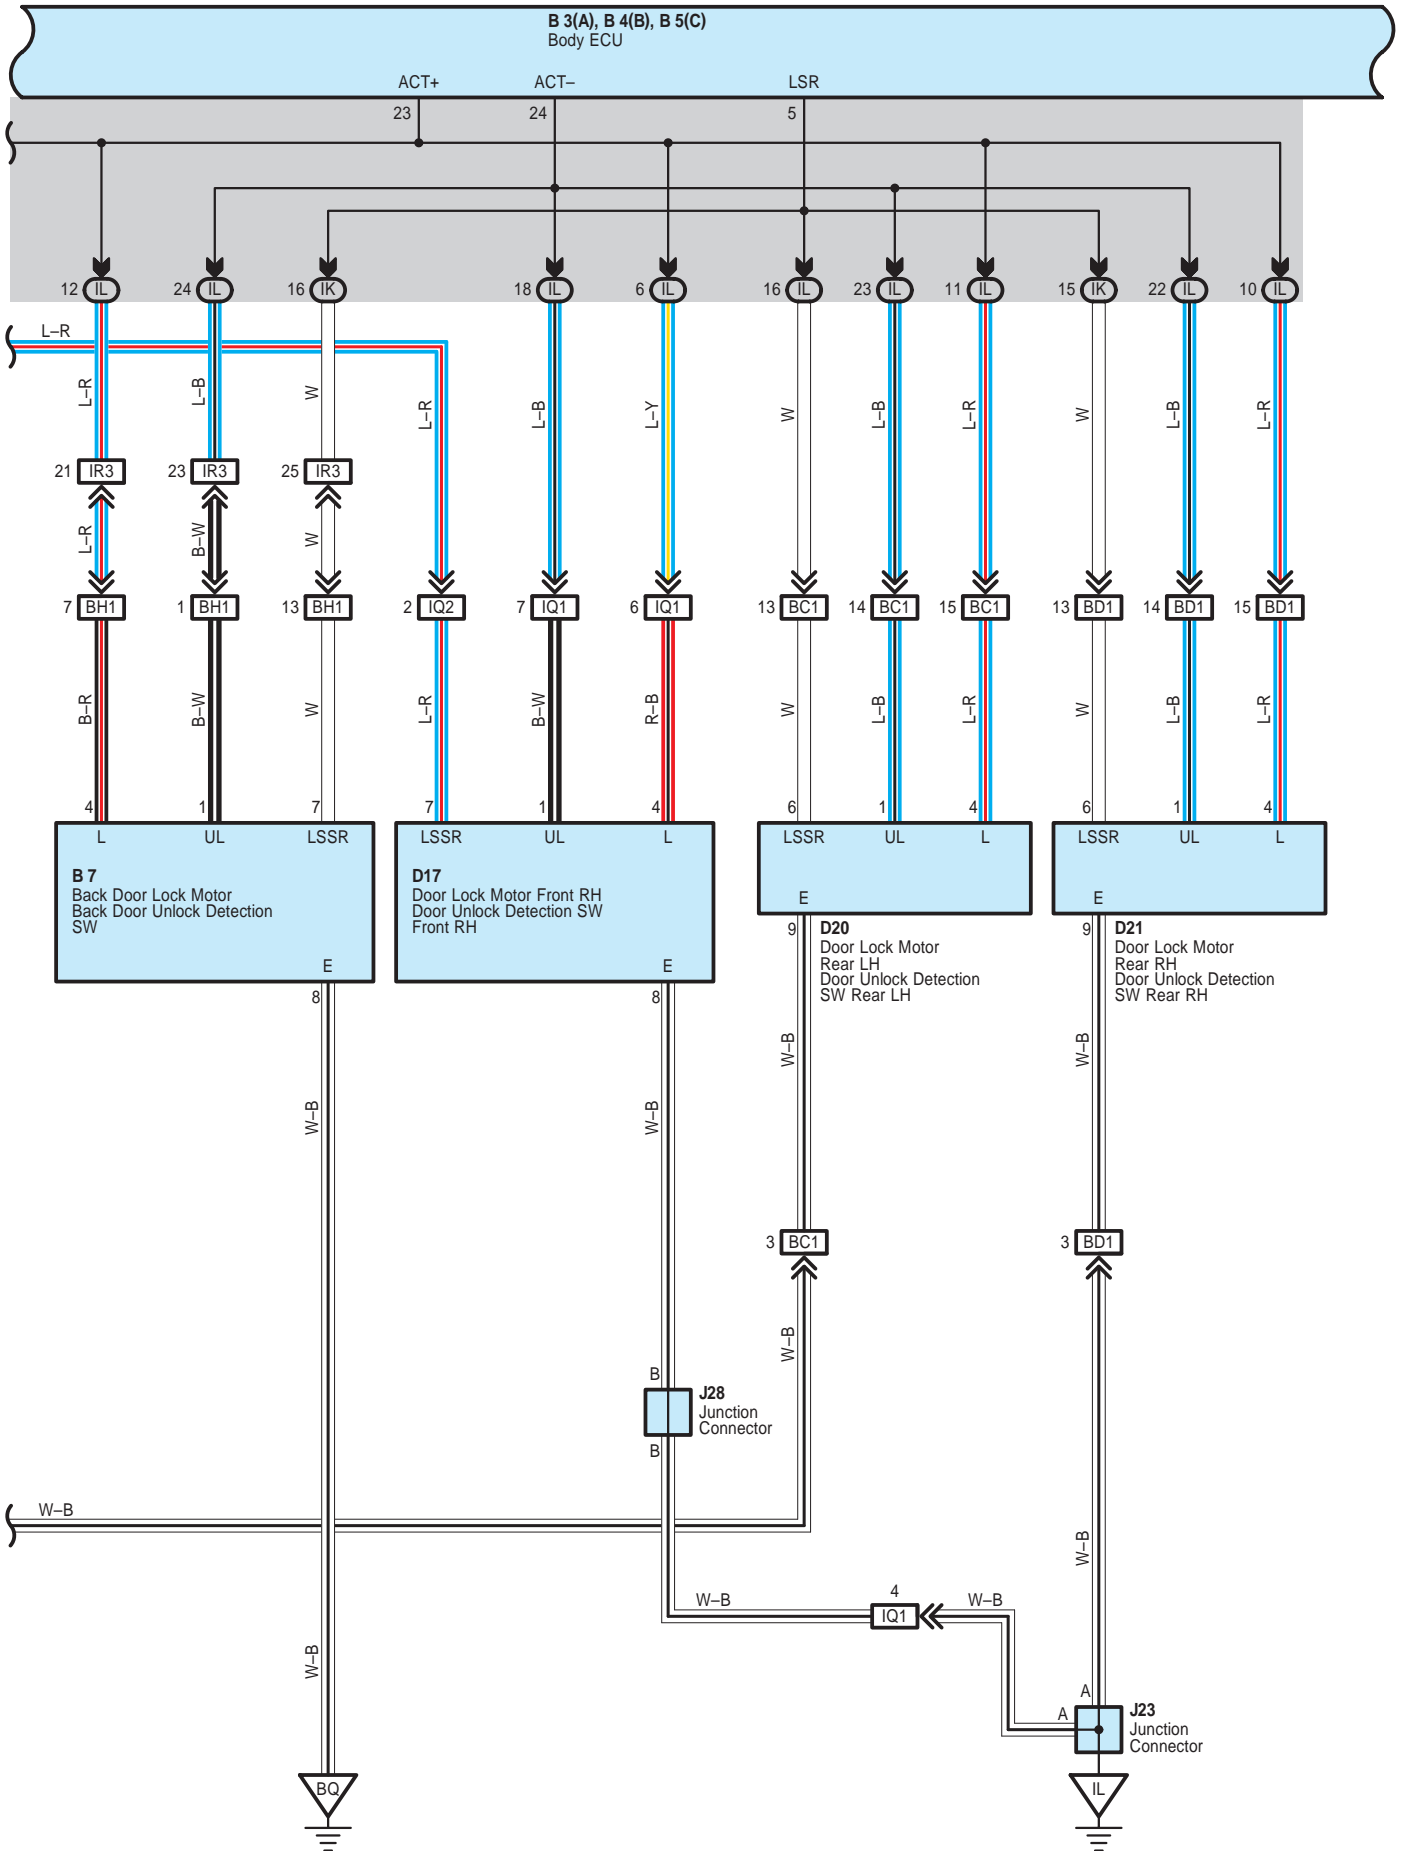 B 3(A), B 4(B), B 5(C)
Body ECU
ACT+ ACT– LSR
23 24 5
12 IL 24 IL 16 IK 18 IL 6 IL 16 IL 23 IL 11 IL 15 IK 22 IL 10 IL
L–R
L–R L–B W L–R L–B L–Y W L–B L–R W L–B L–R
21 IR3 23 IR3 25 IR3
L–R B–W W
7 BH1 1 BH1 13 BH1 2 IQ2 7 IQ1 6 IQ1 13 BC1 14 BC1 15 BC1 13 BD1 14 BD1 15 BD1
B–R B–W W L–R B–W R–B W L–B L–R W L–B L–R
4 1 7 7 1 4 6 1 4 6 1 4
L UL LSSR LSSR UL L LSSR UL L LSSR UL L
B 7
Back Door Lock Motor
Back Door Unlock Detection
SW
E
8
D17
Door Lock Motor Front RH
Door Unlock Detection SW
Front RH
E
8
E
9
D20
Door Lock Motor
Rear LH
Door Unlock Detection
SW Rear LH
E
9
D21
Door Lock Motor
Rear RH
Door Unlock Detection
SW Rear RH
W–B W–B
W–B W–B
3 BC1 3 BD1
W–B
B
J28
Junction
Connector
B
W–B
W–B
4
W–B IQ1 W–B
W–B
A
A
J23
Junction
Connector
BQ IL